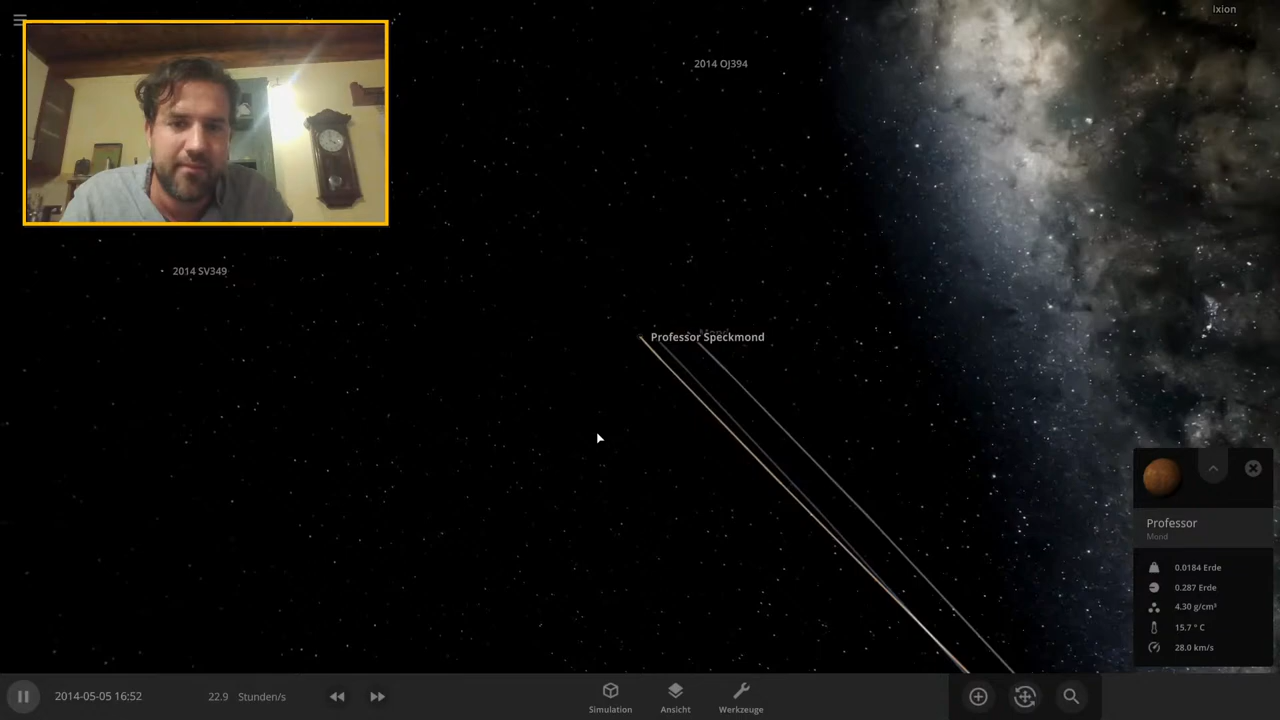 Ixion
2014 OJ394
2014 SV349
Mond
Professor Speckmond
Professor
Mond
0.0184 Erde
0.287 Erde
4.30 g/cm³
15.7 ° C
28.0 km/s
2014-05-05 16:52
22.9 Stunden/s
Simulation
Ansicht
Werkzeuge